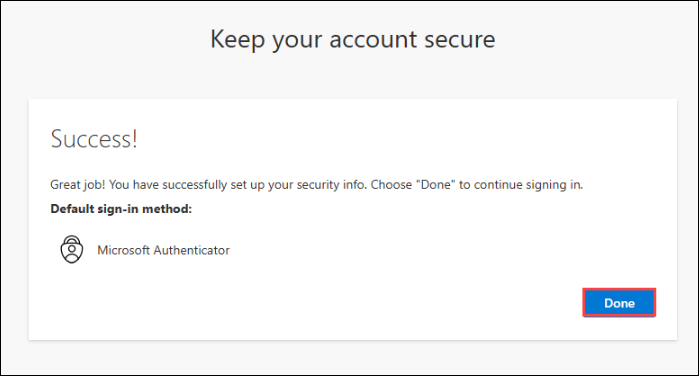 Keep your account secure
Success!
Great job! You have successfully set up your security info. Choose "Done" to continue signing in.
Default sign-in method:
Microsoft Authenticator
Done